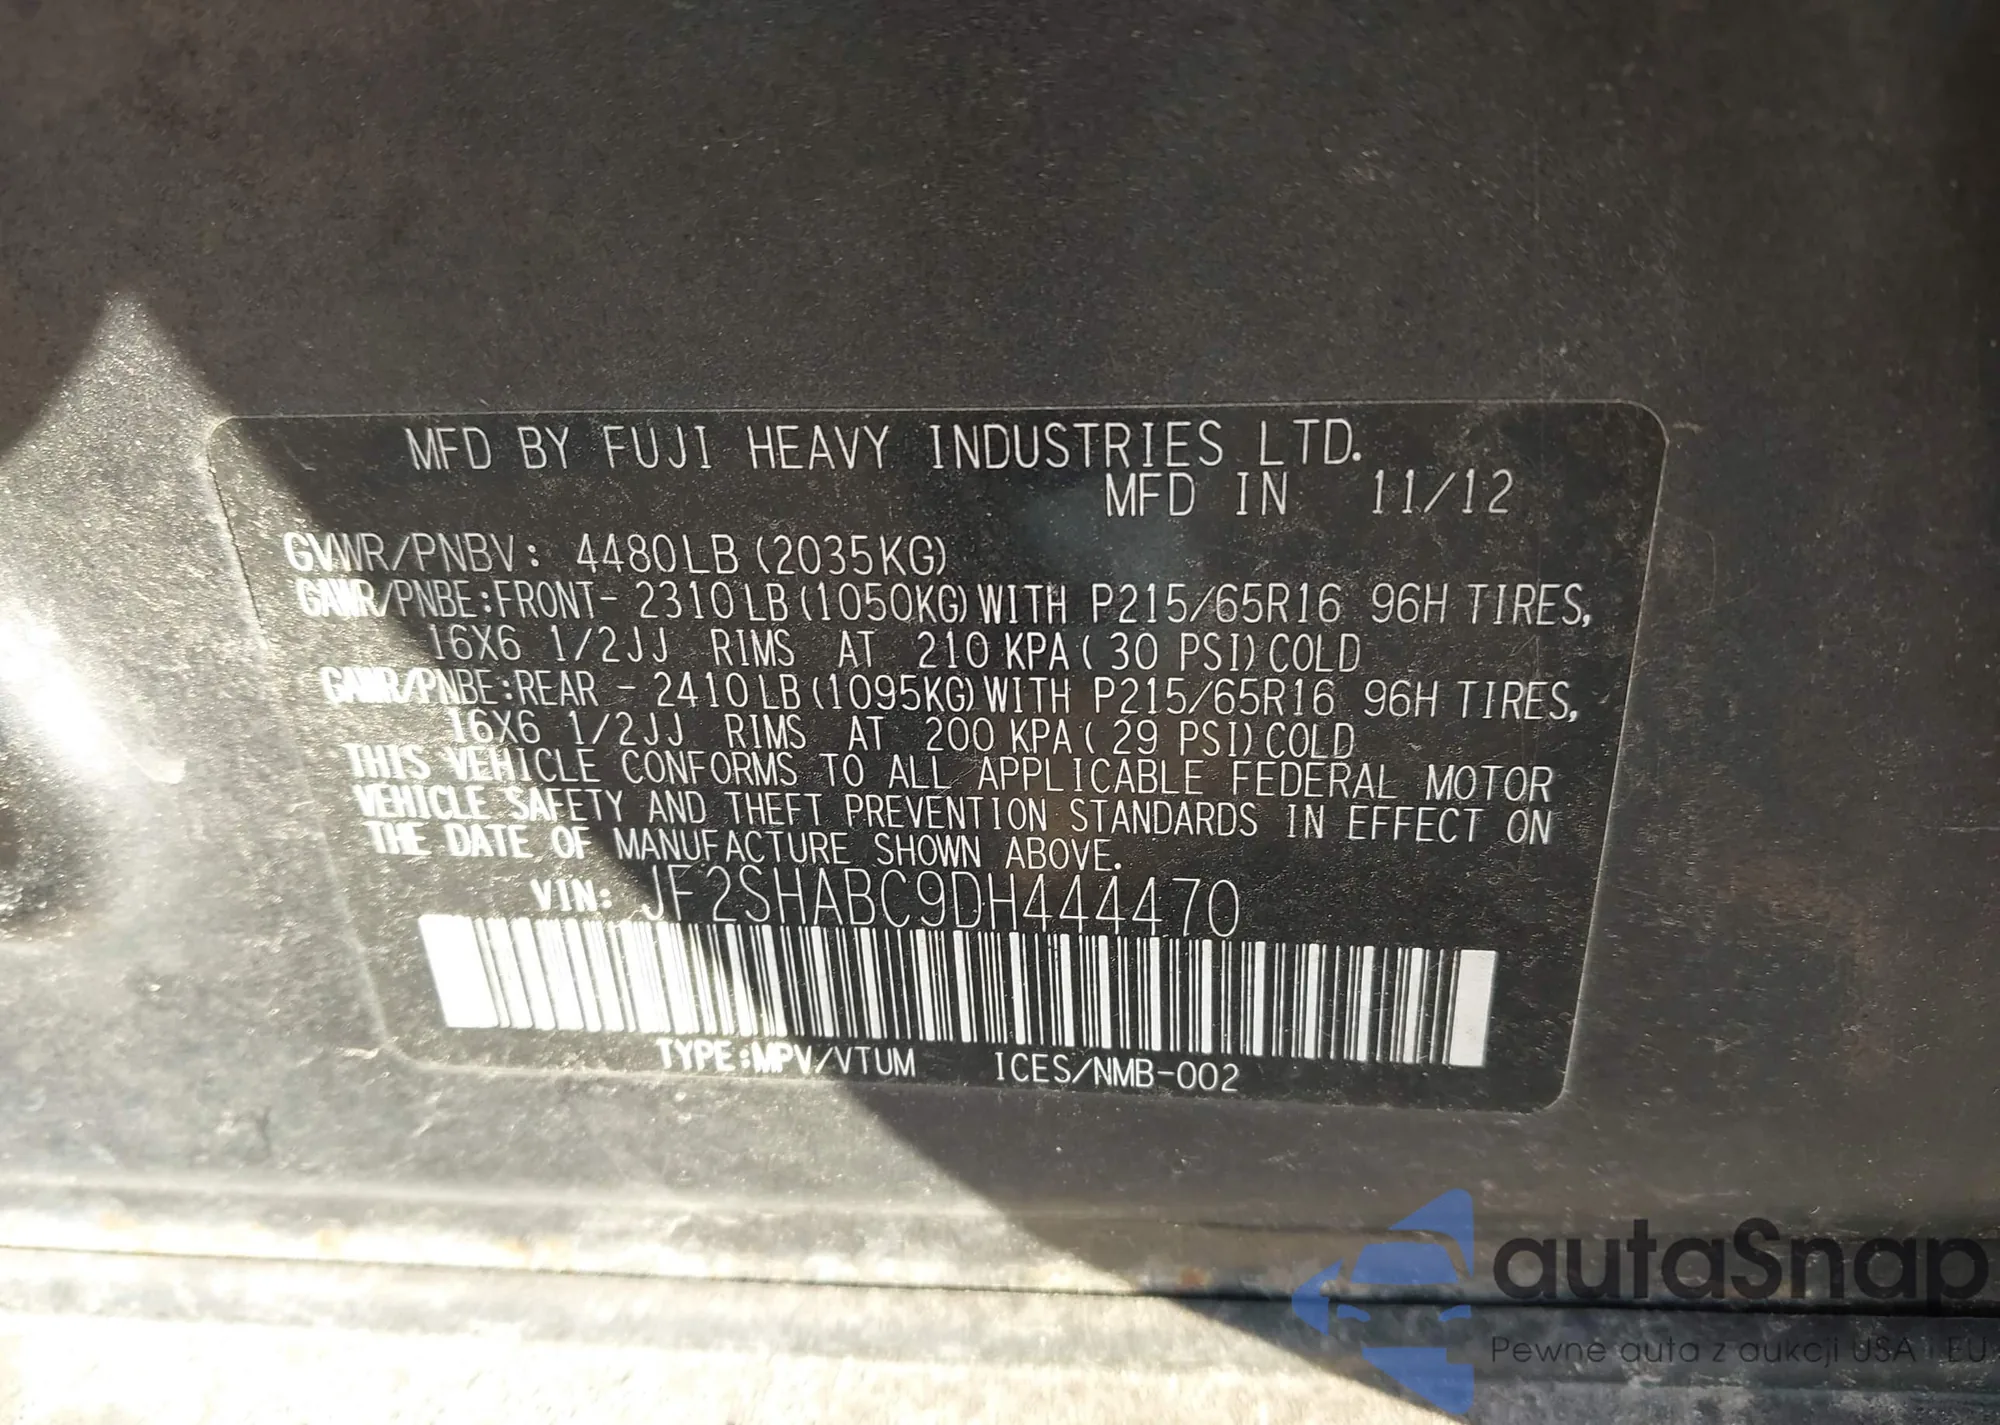 MFD BY FUJI HEAVY INDUSTRIES LTD.
MFD IN 11/12
GVWR/PNBV: 4480LB (2035KG)
GAWR/PNBE:FRONT- 2310LB(1050KG)WITH P215/65R16 96H TIRES,
16X6 1/2JJ RIMS AT 210 KPA( 30 PSI)COLD
GAWR/PNBE:REAR - 2410LB(1095KG)WITH P215/65R16 96H TIRES,
16X6 1/2JJ RIMS AT 200 KPA( 29 PSI)COLD
THIS VEHICLE CONFORMS TO ALL APPLICABLE FEDERAL MOTOR
VEHICLE SAFETY AND THEFT PREVENTION STANDARDS IN EFFECT ON
THE DATE OF MANUFACTURE SHOWN ABOVE.
VIN: JF2SHABC9DH444470
TYPE:MPV/VTUM ICES/NMB-002
autaSnap
Pewne auta z aukcji USA i EU